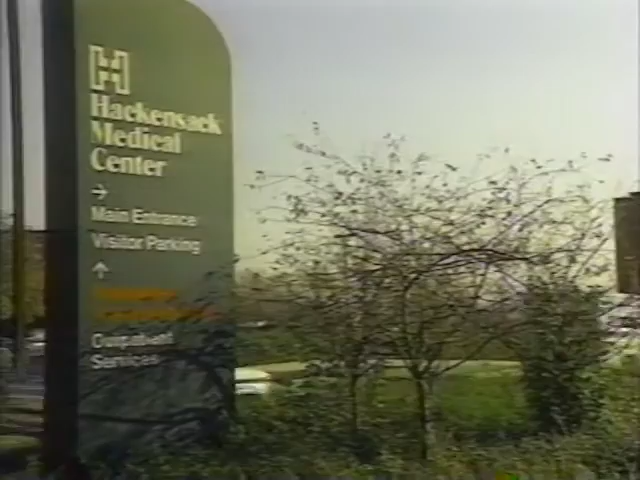 H
Hackensack
Medical
Center
→
Main Entrance
Visitor Parking
↑
Outpatient
Services